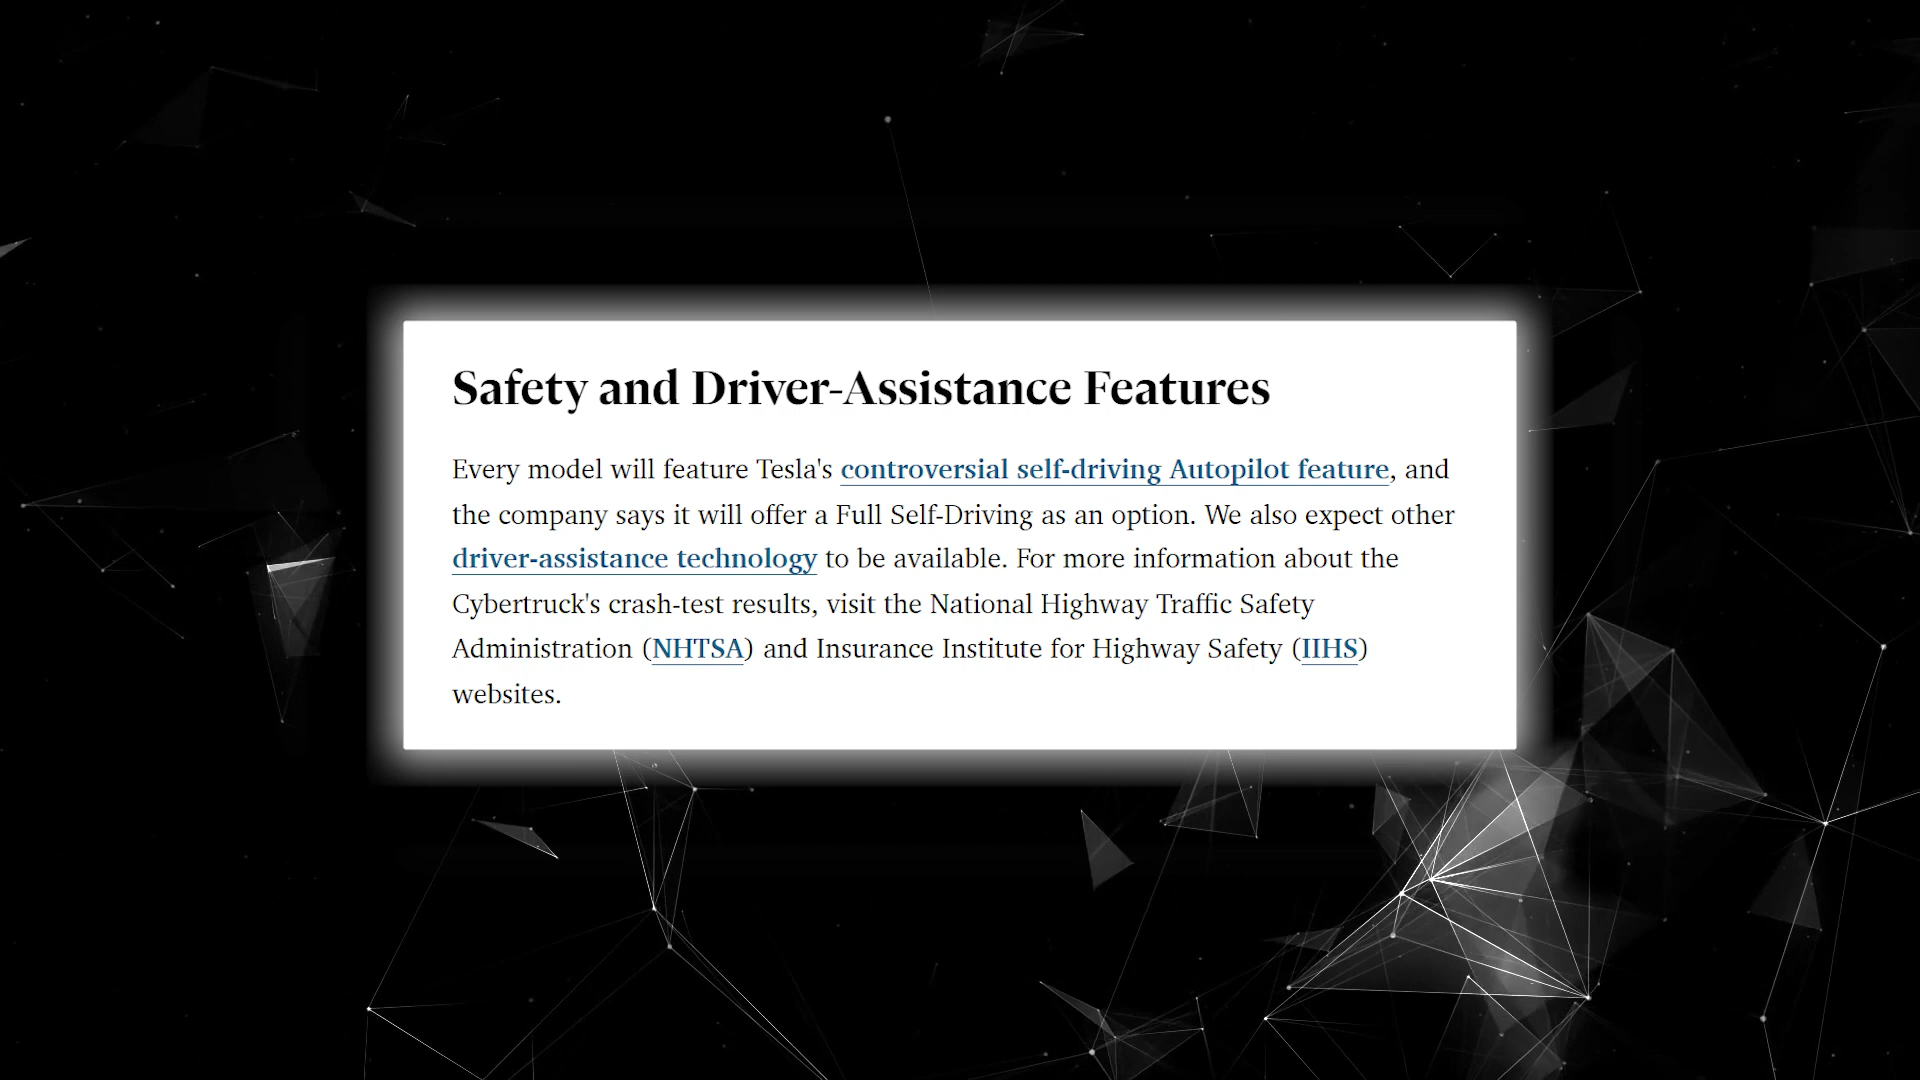 Safety and Driver-Assistance Features
Every model will feature Tesla's controversial self-driving Autopilot feature, and
the company says it will offer a Full Self-Driving as an option. We also expect other
driver-assistance technology to be available. For more information about the
Cybertruck's crash-test results, visit the National Highway Traffic Safety
Administration (NHTSA) and Insurance Institute for Highway Safety (IIHS)
websites.